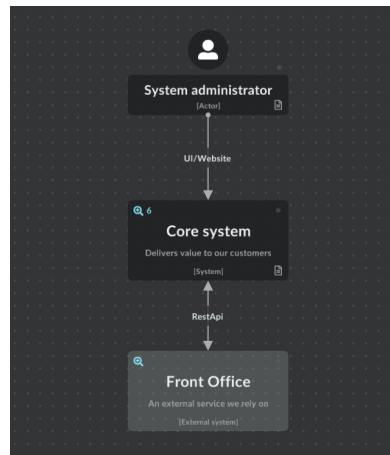 System administrator
[Actor]
UI/Website
6
Core system
Delivers value to our customers
[System]
RestApi
Front Office
An external service we rely on
[External system]